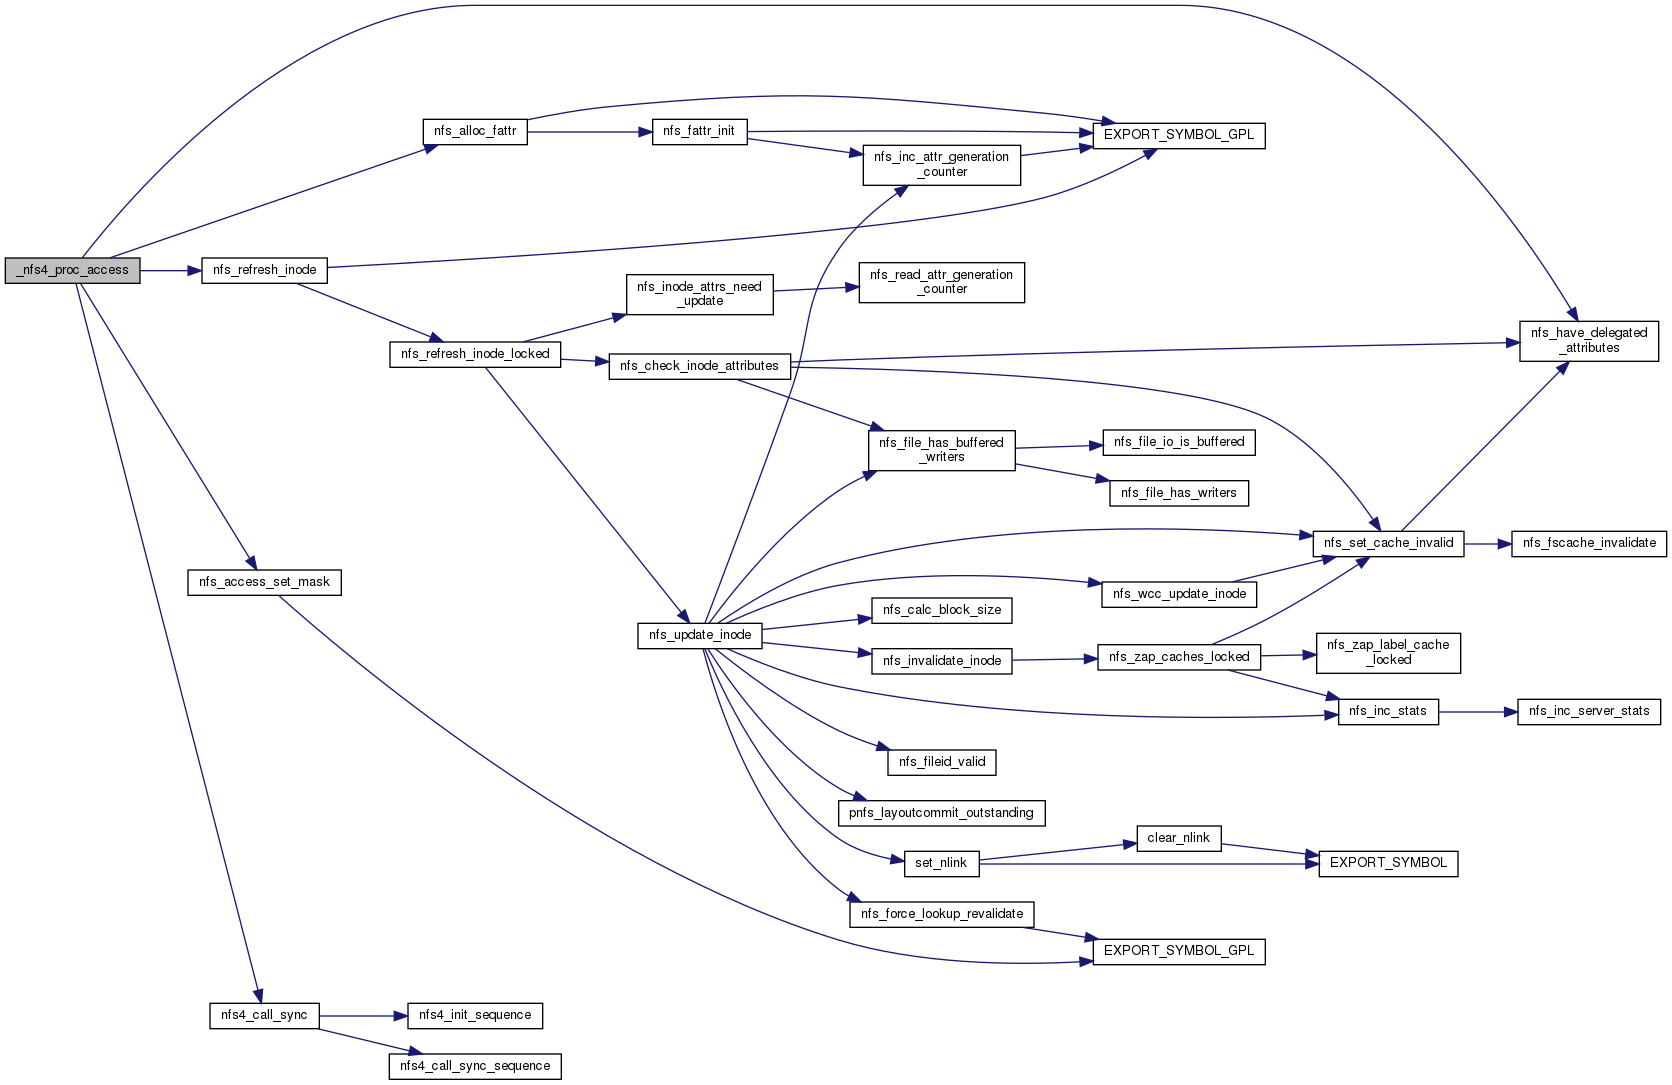 nfs_alloc_fattr
nfs_fattr_init
EXPORT_SYMBOL_GPL
nfs_inc_attr_generation
_counter
_nfs4_proc_access
nfs_refresh_inode
nfs_read_attr_generation
_counter
nfs_inode_attrs_need
_update
nfs_have_delegated
_attributes
nfs_refresh_inode_locked
nfs_check_inode_attributes
nfs_file_has_buffered
_writers
nfs_file_io_is_buffered
nfs_file_has_writers
nfs_set_cache_invalid
nfs_fscache_invalidate
nfs_access_set_mask
nfs_wcc_update_inode
nfs_calc_block_size
nfs_update_inode
nfs_invalidate_inode
nfs_zap_caches_locked
nfs_zap_label_cache
_locked
nfs_inc_stats
nfs_inc_server_stats
nfs_fileid_valid
pnfs_layoutcommit_outstanding
clear_nlink
set_nlink
EXPORT_SYMBOL
nfs_force_lookup_revalidate
EXPORT_SYMBOL_GPL
nfs4_call_sync
nfs4_init_sequence
nfs4_call_sync_sequence